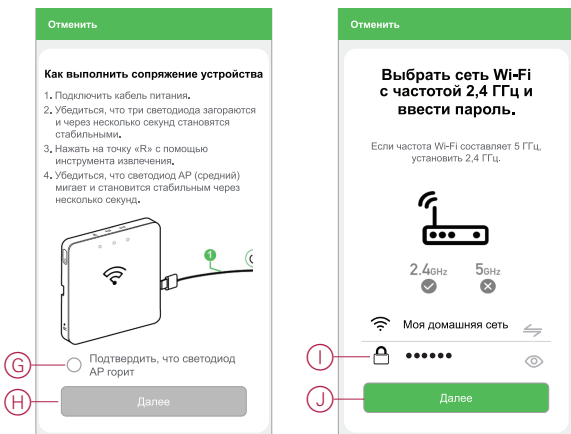 Отменить
Как выполнить сопряжение устройства
1. Подключить кабель питания.
2. Убедиться, что три светодиода загораются
и через несколько секунд становятся
стабильными.
3. Нажать на точку «R» с помощью
инструмента извлечения.
4. Убедиться, что светодиод AP (средний)
мигает и становится стабильным через
несколько секунд.
1
G
Подтвердить, что светодиод
AP горит
H
Далее
Отменить
Выбрать сеть Wi-Fi
с частотой 2,4 ГГц и
ввести пароль.
Если частота Wi-Fi составляет 5 ГГц,
установить 2,4 ГГц.
2.4GHz
5GHz
Моя домашняя сеть
I
••••••
J
Далее